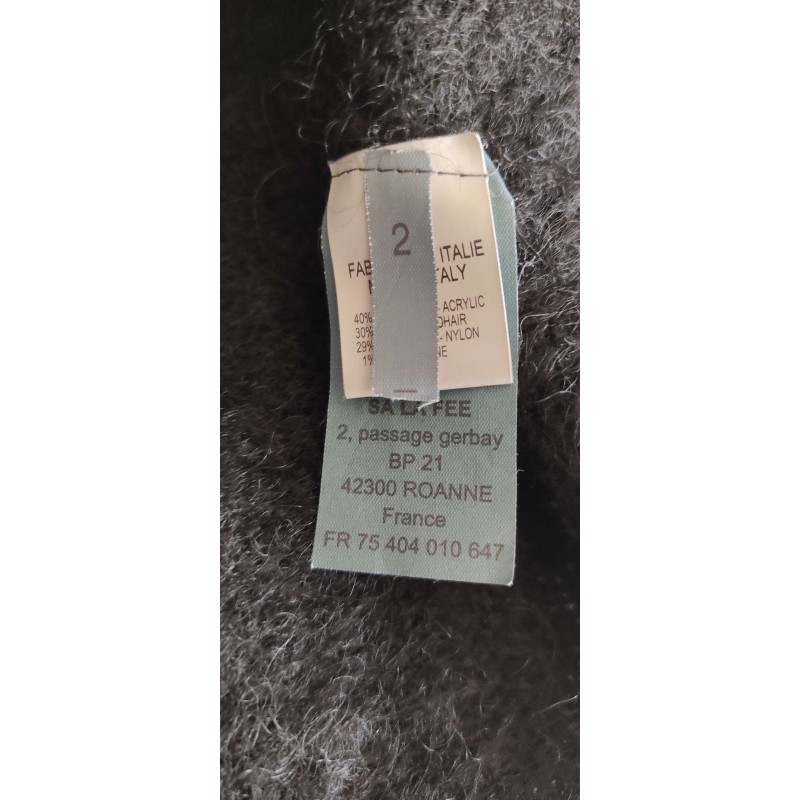 2
FAB ITALIE
M TALY
40% - ACRYLIC
30% OHAIR
29% - NYLON
1% NE
SA LA FEE
2, passage gerbay
BP 21
42300 ROANNE
France
FR 75 404 010 647